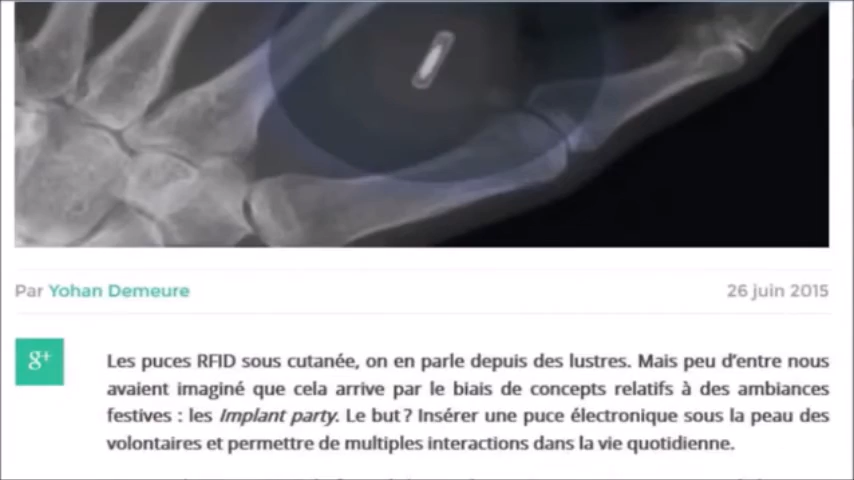 Par Yohan Demeure
26 juin 2015
g+
Les puces RFID sous cutanée, on en parle depuis des lustres. Mais peu d'entre nous
avaient imaginé que cela arrive par le biais de concepts relatifs à des ambiances
festives : les Implant party. Le but ? Insérer une puce électronique sous la peau des
volontaires et permettre de multiples interactions dans la vie quotidienne.